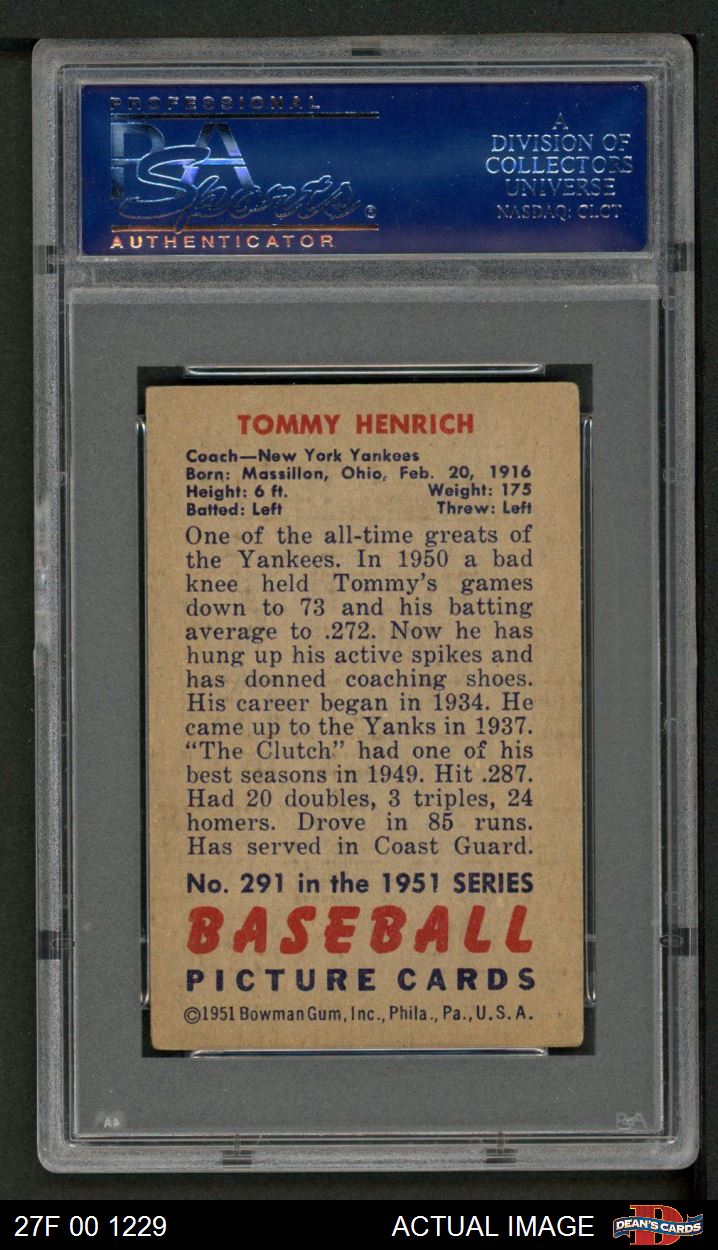 PROFESSIONAL
PSA
Sports®
AUTHENTICATOR
A
DIVISION OF
COLLECTORS
UNIVERSE
NASDAQ: CLCT
TOMMY HENRICH
Coach—New York Yankees
Born: Massillon, Ohio, Feb. 20, 1916
Height: 6 ft. Weight: 175
Batted: Left Threw: Left
One of the all-time greats of
the Yankees. In 1950 a bad
knee held Tommy's games
down to 73 and his batting
average to .272. Now he has
hung up his active spikes and
has donned coaching shoes.
His career began in 1934. He
came up to the Yanks in 1937.
“The Clutch” had one of his
best seasons in 1949. Hit .287.
Had 20 doubles, 3 triples, 24
homers. Drove in 85 runs.
Has served in Coast Guard.
No. 291 in the 1951 SERIES
BASEBALL
PICTURE CARDS
©1951 Bowman Gum, Inc., Phila., Pa., U.S.A.
PSA
27F 00 1229 ACTUAL IMAGE DEAN'S CARDS